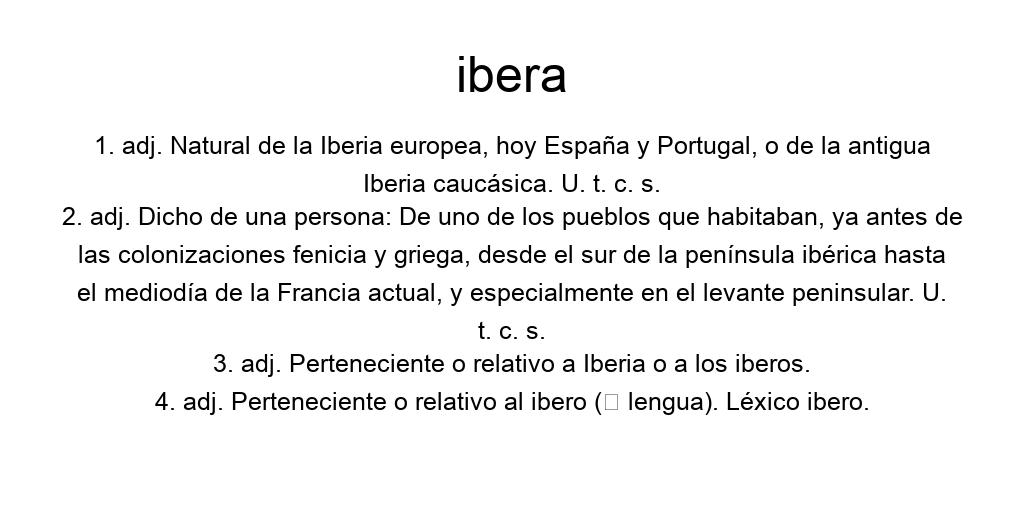 ibera
1. adj. Natural de la Iberia europea, hoy España y Portugal, o de la antigua
Iberia caucásica. U. t. c. s.
2. adj. Dicho de una persona: De uno de los pueblos que habitaban, ya antes de
las colonizaciones fenicia y griega, desde el sur de la península ibérica hasta
el mediodía de la Francia actual, y especialmente en el levante peninsular. U.
t. c. s.
3. adj. Perteneciente o relativo a Iberia o a los iberos.
4. adj. Perteneciente o relativo al ibero (□ lengua). Léxico ibero.